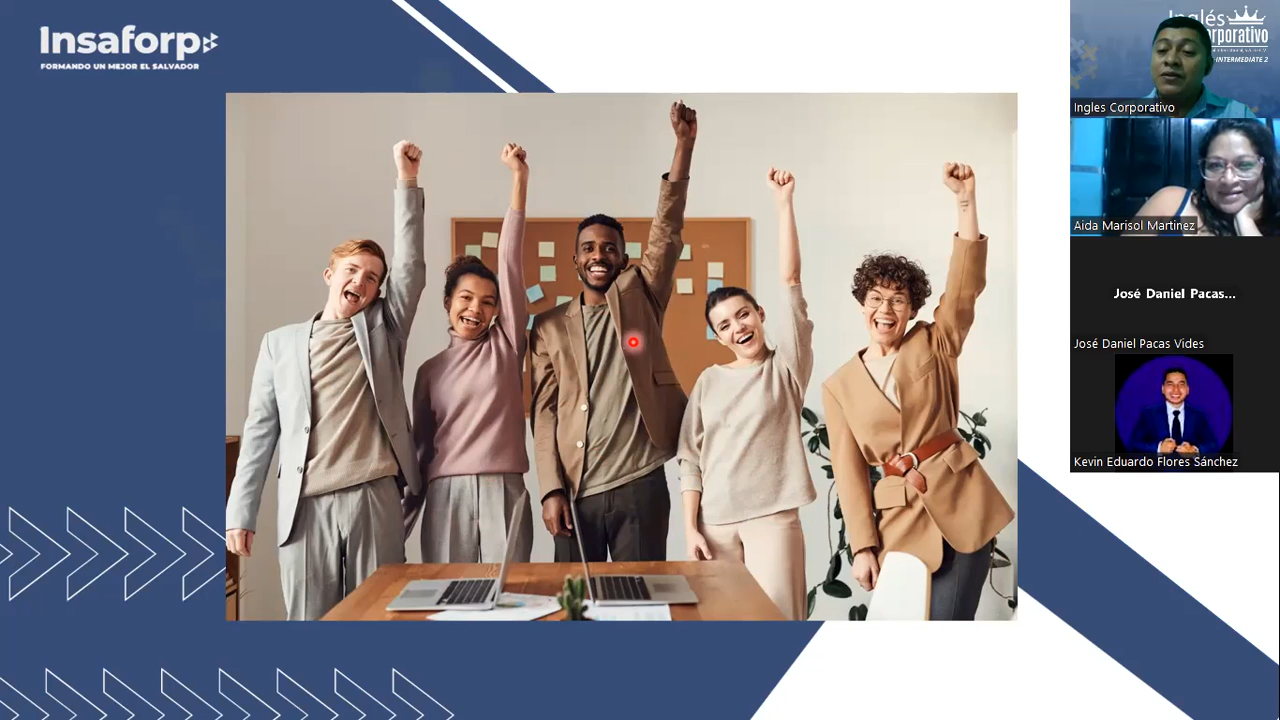 Insaforp
FORMANDO UN MEJOR EL SALVADOR
Inglés
INTERMEDIATE 2
Ingles Corporativo
Aida Marisol Martinez
José Daniel Pacas...
José Daniel Pacas Vides
Kevin Eduardo Flores Sánchez